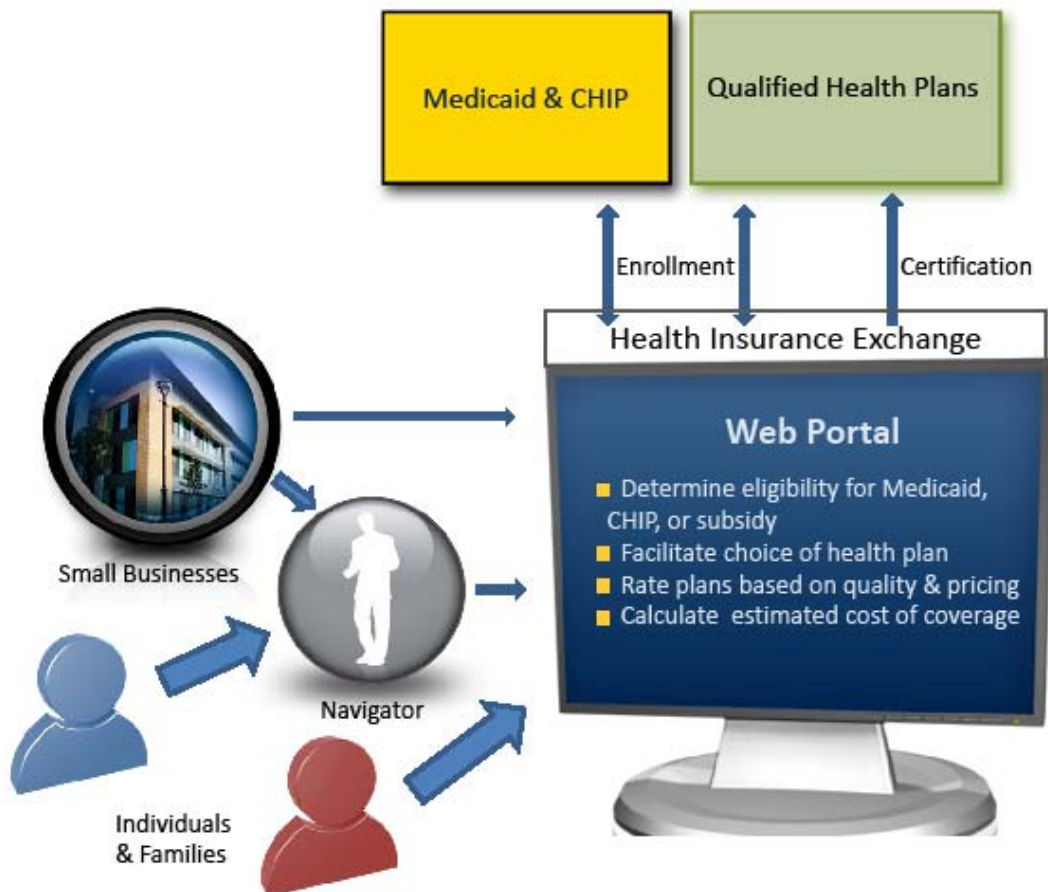 Medicaid & CHIP
Qualified Health Plans
Enrollment
Certification
Health Insurance Exchange
Web Portal
Determine eligibility for Medicaid,
CHIP, or subsidy
Facilitate choice of health plan
Rate plans based on quality & pricing
Calculate estimated cost of coverage
Small Businesses
Navigator
Individuals
& Families